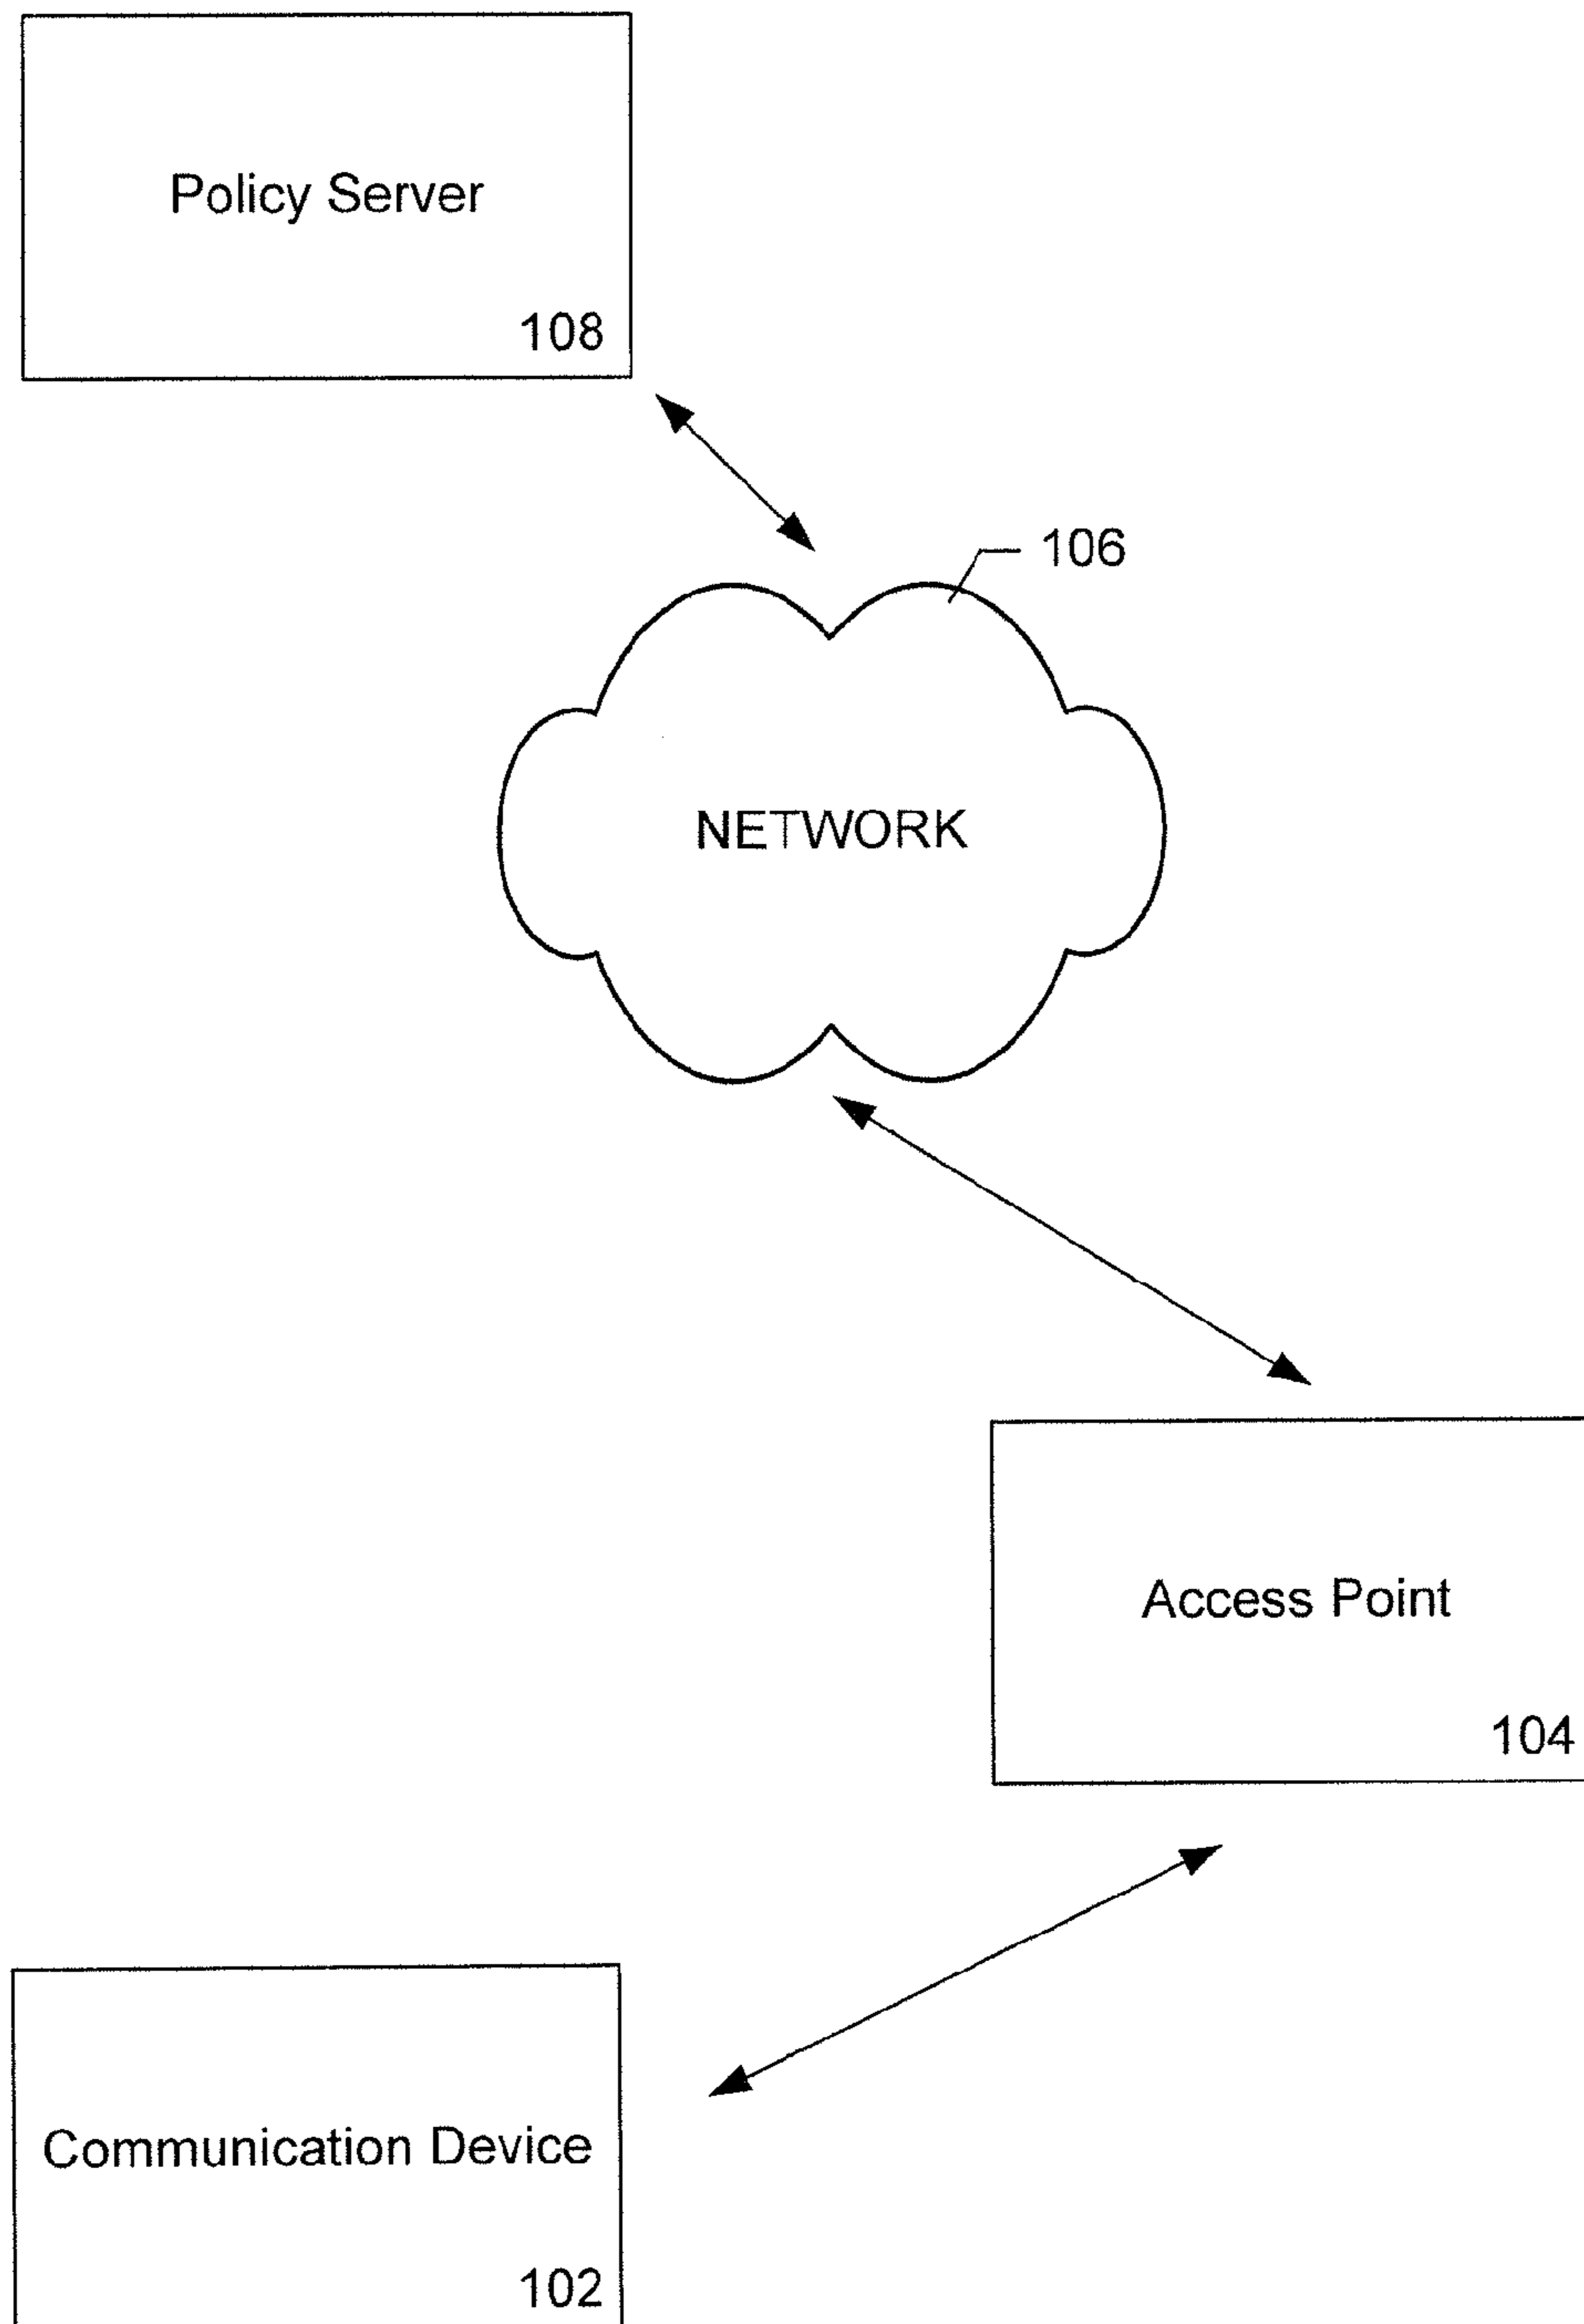 Policy Server
108
106
NETWORK
Access Point
104
Communication Device
102